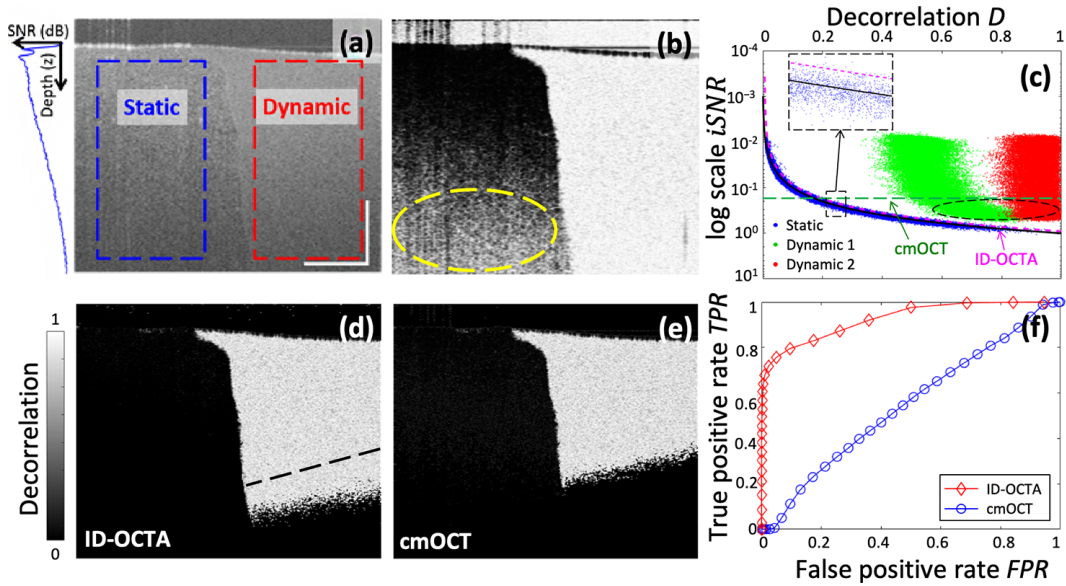 SNR (dB)
Depth (z)
(a)
Static
Dynamic
(b)
Decorrelation D
log scale iSNR
10-4
10-3
10-2
10-1
100
101
(c)
Static
Dynamic 1
Dynamic 2
cmOCT
ID-OCTA
0 0.2 0.4 0.6 0.8 1
1
Decorrelation
0
(d)
ID-OCTA
(e)
cmOCT
True positive rate TPR
1
0.8
0.6
0.4
0.2
0
(f)
ID-OCTA
cmOCT
0 0.2 0.4 0.6 0.8 1
False positive rate FPR